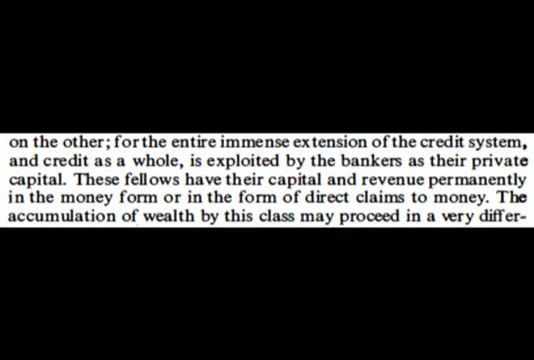 on the other; for the entire immense extension of the credit system,
and credit as a whole, is exploited by the bankers as their private
capital. These fellows have their capital and revenue permanently
in the money form or in the form of direct claims to money. The
accumulation of wealth by this class may proceed in a very differ-